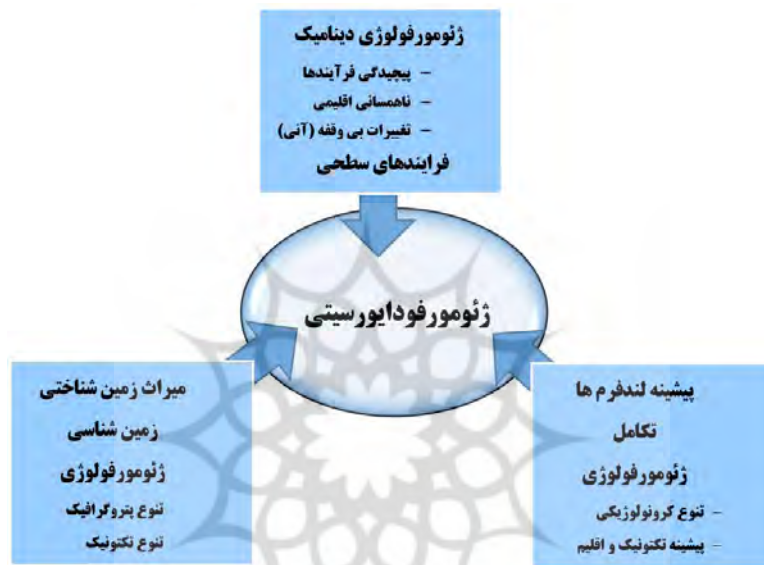 ژئومورفولوژی دینامیک
- پیچیدگی فرآیندها
- ناهمسانی اقلیمی
- تغییرات بی وقفه (آنی)
فرایندهای سطحی
ژئومورفودایورسیتی
پیشینه لندفرم ها
تکامل
ژئومورفولوژی
- تنوع کرونولوژیکی
- پیشینه تکتونیک و اقلیم
میراث زمین شناختی
زمین شناسی
ژئومورفولوژی
تنوع پتروگرافیک
تنوع تکتونیک